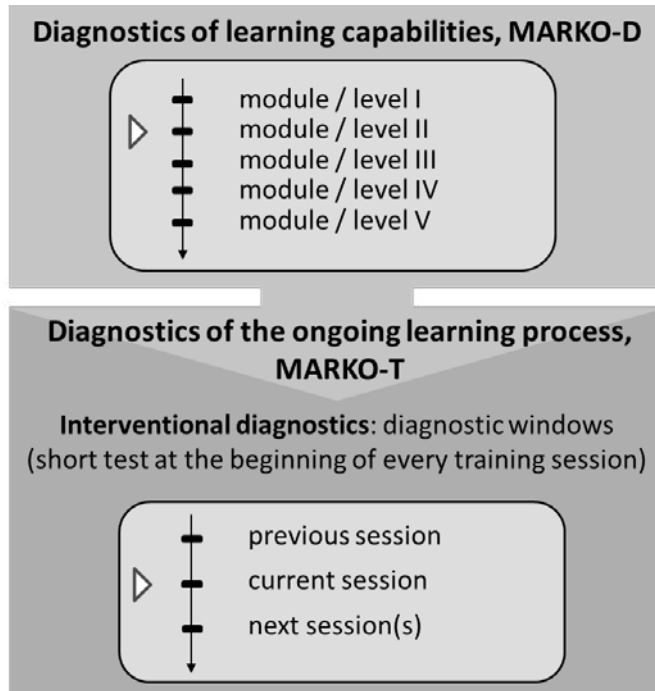 Diagnostics of learning capabilities, MARKO-D
module / level I
module / level II
module / level III
module / level IV
module / level V
Diagnostics of the ongoing learning process,
MARKO-T
Interventional diagnostics: diagnostic windows
(short test at the beginning of every training session)
previous session
current session
next session(s)